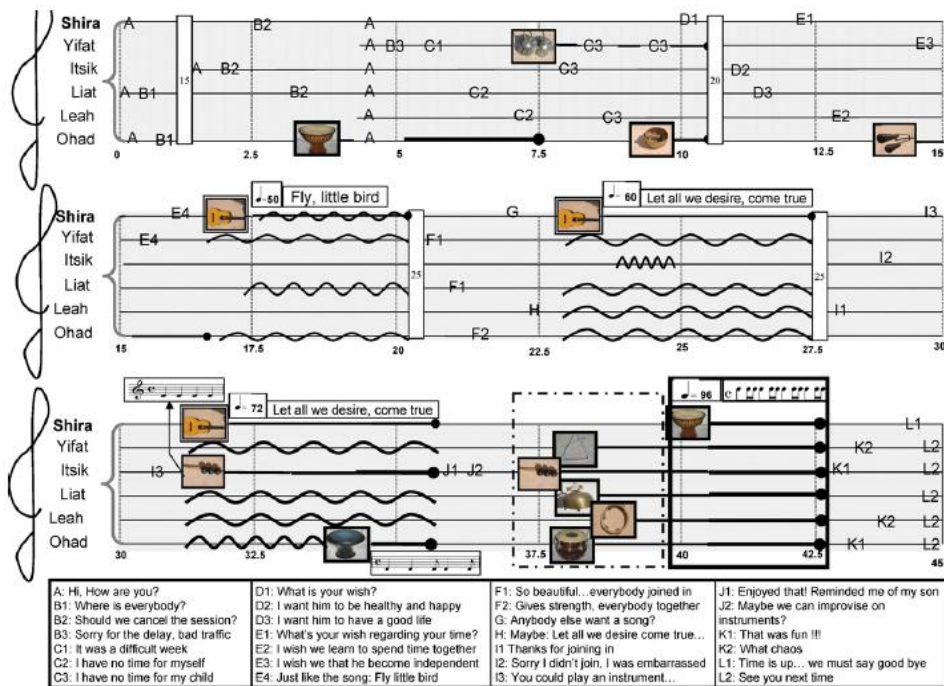 Shira A B2 A D1 E1
Yifat A B3 C1 C3 C3 E3
Itsik A B2 A C3 D2
15 20
Liat A B1 B2 A C2 D3
Leah A C2 C3 E2
Ohad A B1 A
0 2.5 5 7.5 10 12.5 15
= 50 Fly, little bird = 60 Let all we desire, come true
Shira E4 G I3
Yifat E4 F1
Itsik I2
25 25
Liat F1
Leah H I1
Ohad F2
15 17.5 20 22.5 25 27.5 30
= 72 Let all we desire, come true = 96
Shira L1
Yifat K2 L2
Itsik I3 J1 J2 K1 L2
Liat L2
Leah K2 L2
Ohad K1 L2
30 32.5 37.5 40 42.5 45
A: Hi, How are you?
B1: Where is everybody?
B2: Should we cancel the session?
B3: Sorry for the delay, bad traffic
C1: It was a difficult week
C2: I have no time for myself
C3: I have no time for my child
D1: What is your wish?
D2: I want him to be healthy and happy
D3: I want him to have a good life
E1: What's your wish regarding your time?
E2: I wish we learn to spend time together
E3: I wish we that he become independent
E4: Just like the song: Fly little bird
F1: So beautiful…everybody joined in
F2: Gives strength, everybody together
G: Anybody else want a song?
H: Maybe: Let all we desire come true…
I1 Thanks for joining in
I2: Sorry I didn't join, I was embarrassed
I3: You could play an instrument…
J1: Enjoyed that! Reminded me of my son
J2: Maybe we can improvise on
instruments?
K1: That was fun !!!
K2: What chaos
L1: Time is up… we must say good bye
L2: See you next time